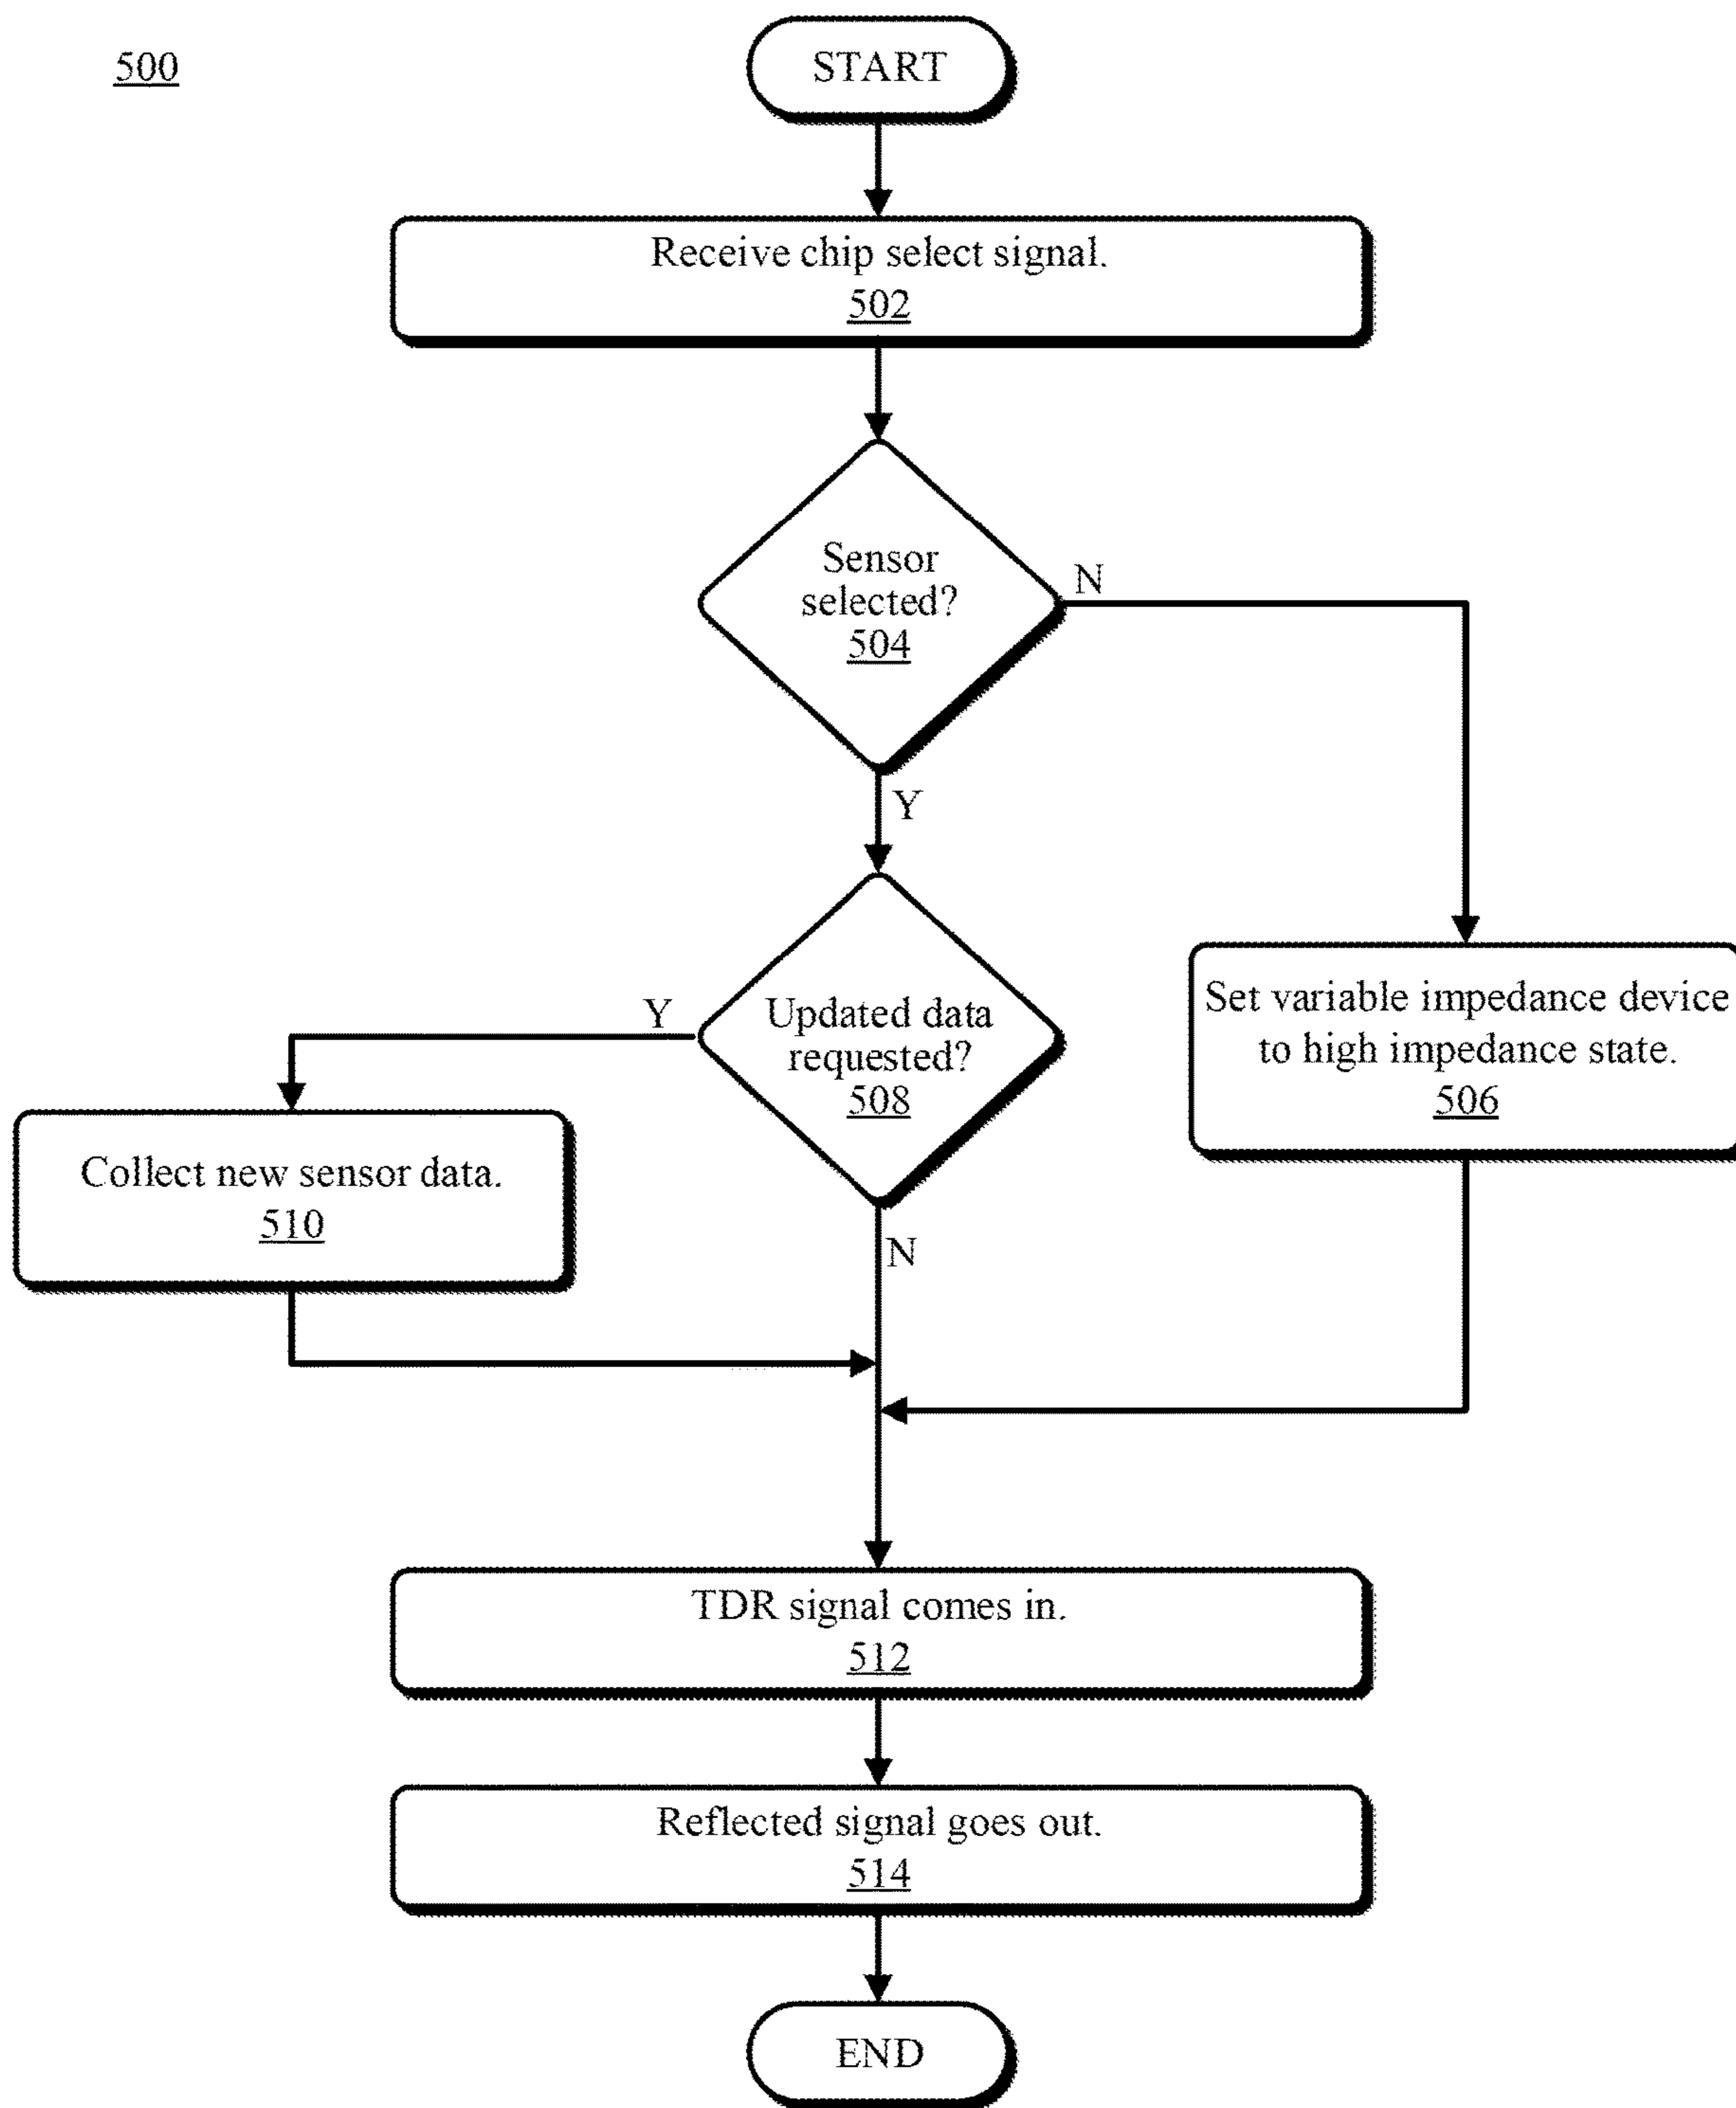 500
START
Receive chip select signal.
502
Sensor
selected?
504
N
Y
Updated data
requested?
508
Y
N
Set variable impedance device
to high impedance state.
506
Collect new sensor data.
510
TDR signal comes in.
512
Reflected signal goes out.
514
END